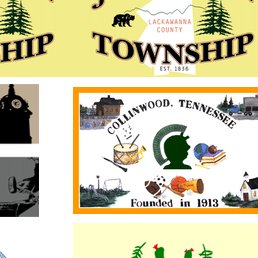 HIP
LACKAWANNA
COUNTY
TOWNSHIP
EST. 1836
COLLINWOOD, TENNESSEE
Founded in 1913